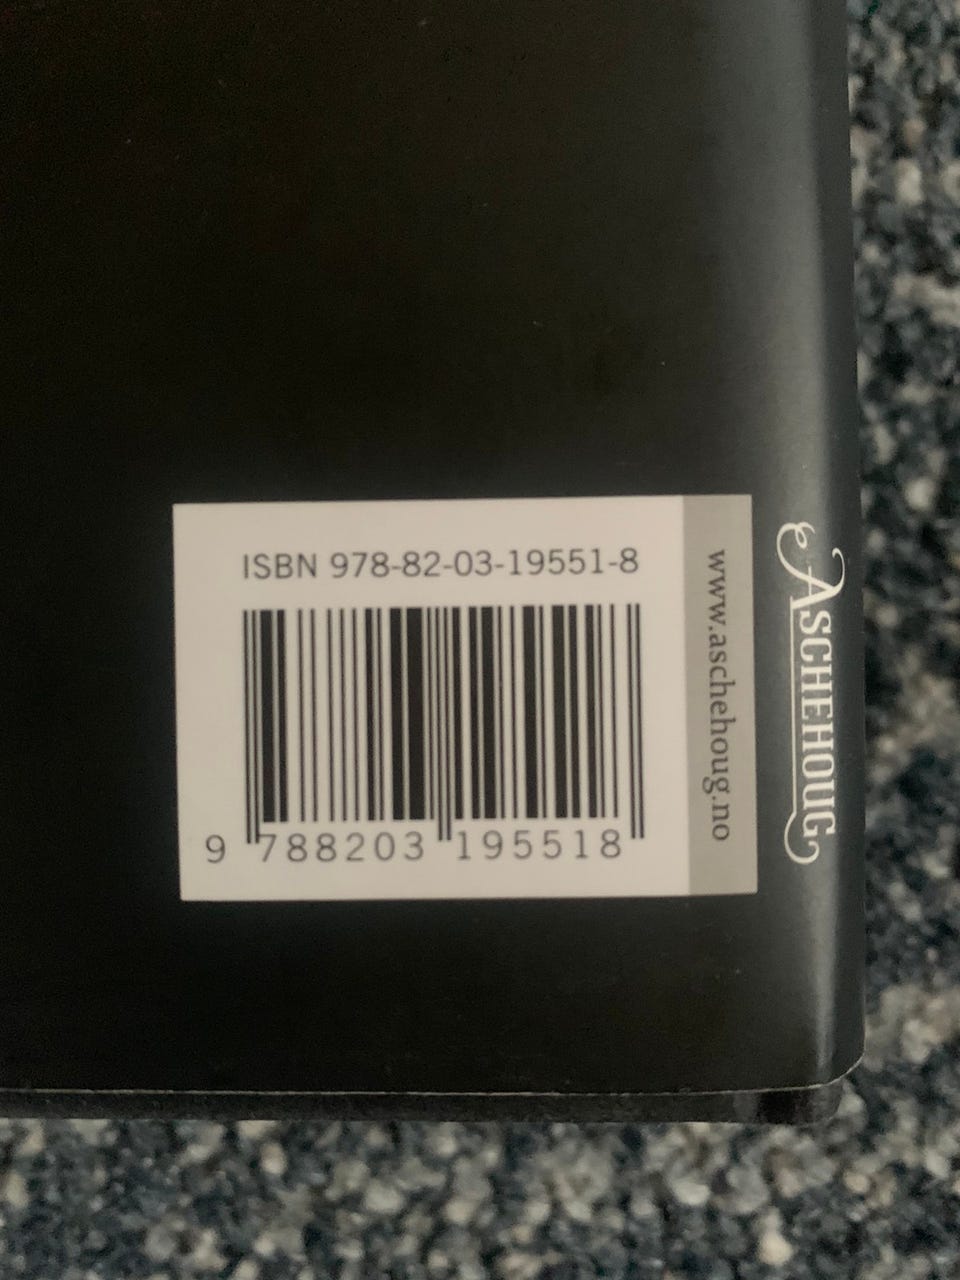 ISBN 978-82-03-19551-8
9 788203 195518
www.aschehoug.no
ASCHEHOUG